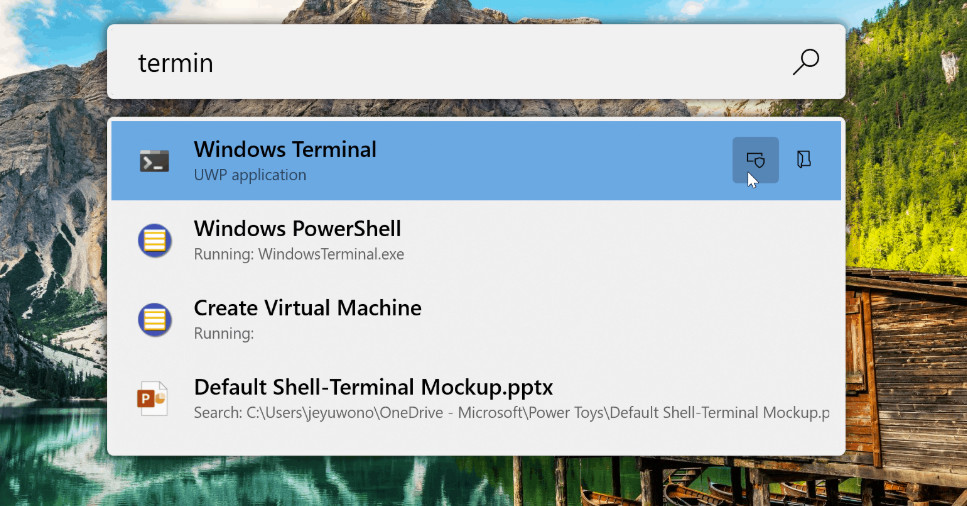 termin
Windows Terminal
UWP application
Windows PowerShell
Running: WindowsTerminal.exe
Create Virtual Machine
Running:
Default Shell-Terminal Mockup.pptx
Search: C:\Users\jeyuwono\OneDrive - Microsoft\Power Toys\Default Shell-Terminal Mockup.p